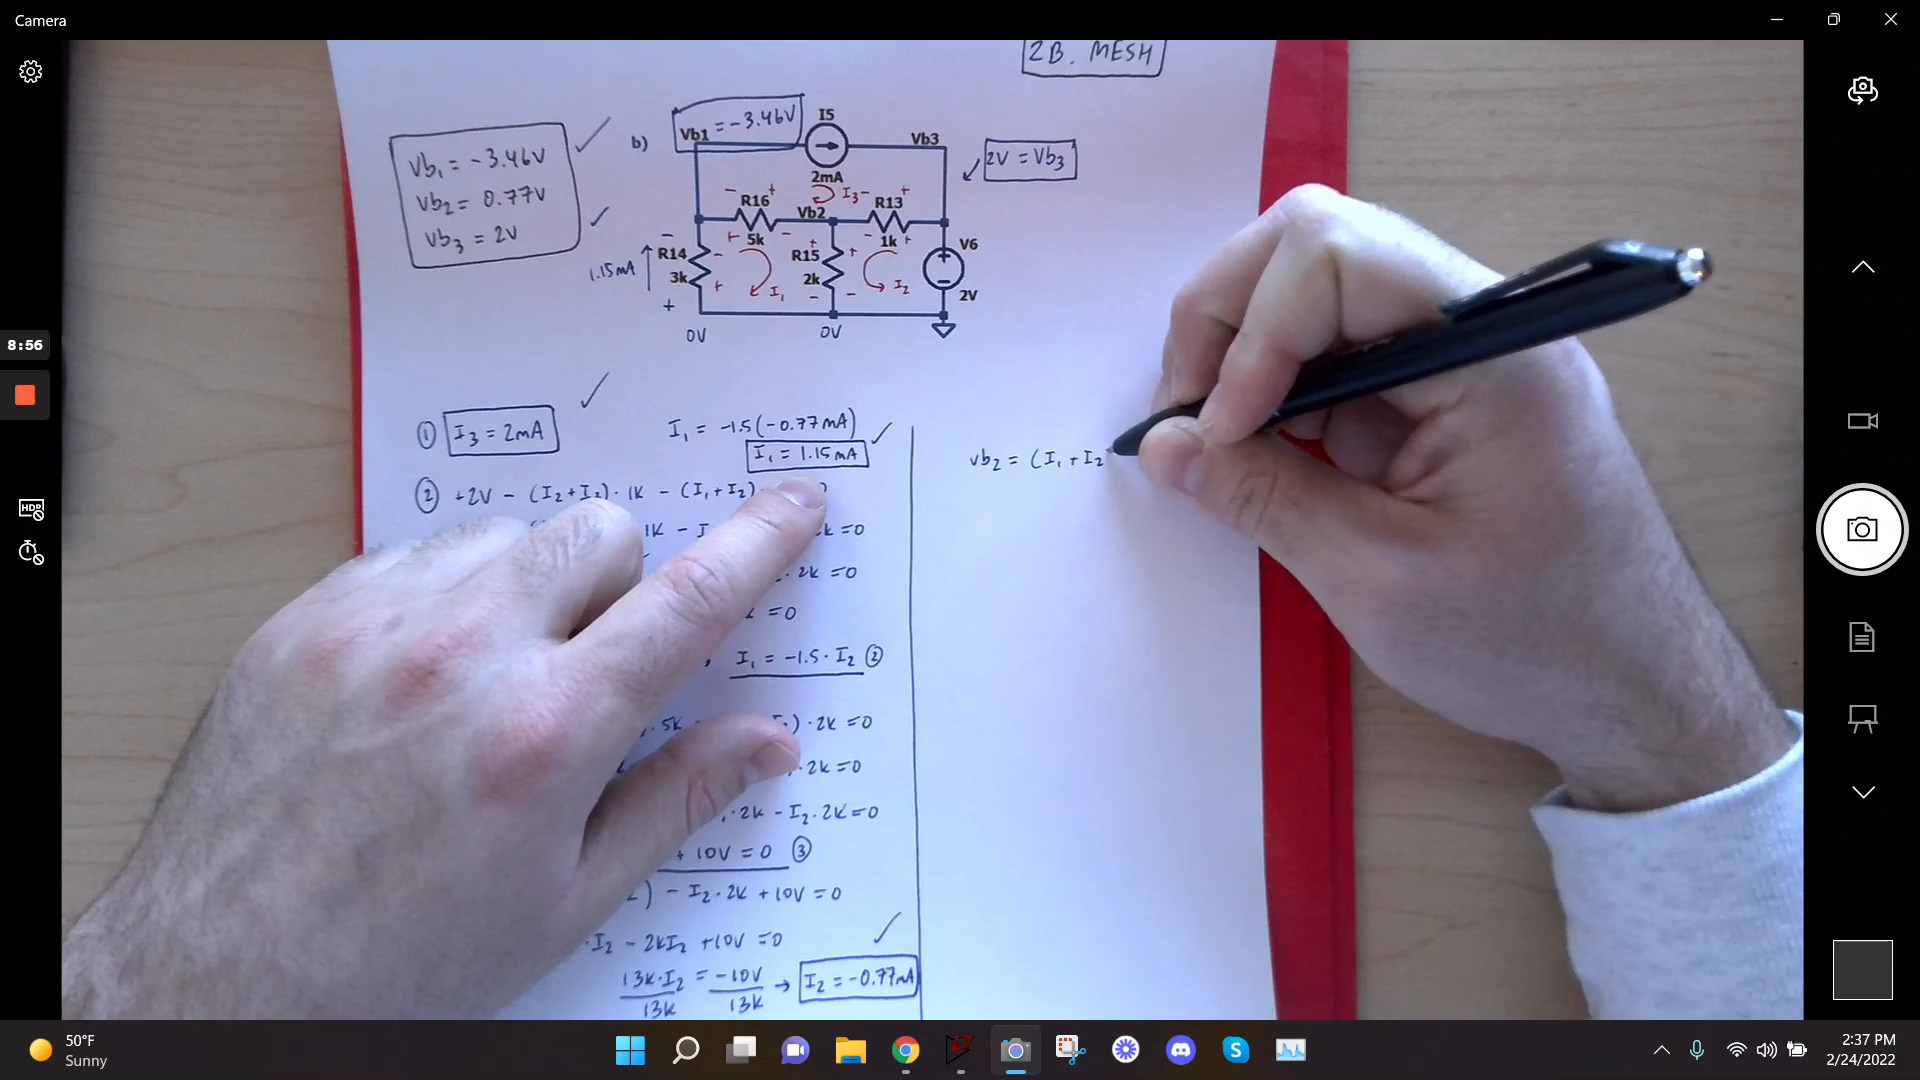 Camera
2B. MESH
Vb1 = -3.46V
Vb2 = 0.77V
Vb3 = 2V
b)
Vb1 = -3.46V
I5
2mA
Vb3
2V = Vb3
R16
5k
Vb2
I3
R13
1k
R14
3k
1.15mA
R15
2k
I1
I2
V6
2V
0V
0V
8:56
① I3 = 2mA
I1 = -1.5(-0.77mA)
I1 = 1.15mA
② +2V - (I2+I3)·1K - (I1+I2)
1K - I
k =0
· 2K =0
=0
I1 = -1.5 · I2 ②
. 5K
) · 2K =0
· 2K =0
· 2K - I2 . 2K =0
+ 10V = 0 ③
) - I2 · 2K + 10V = 0
· I2 - 2KI2 +10V =0
13K·I2 = -10V → I2 = -0.77mA
13K 13K
Vb2 = (I1 + I2
50°F
Sunny
2:37 PM
2/24/2022